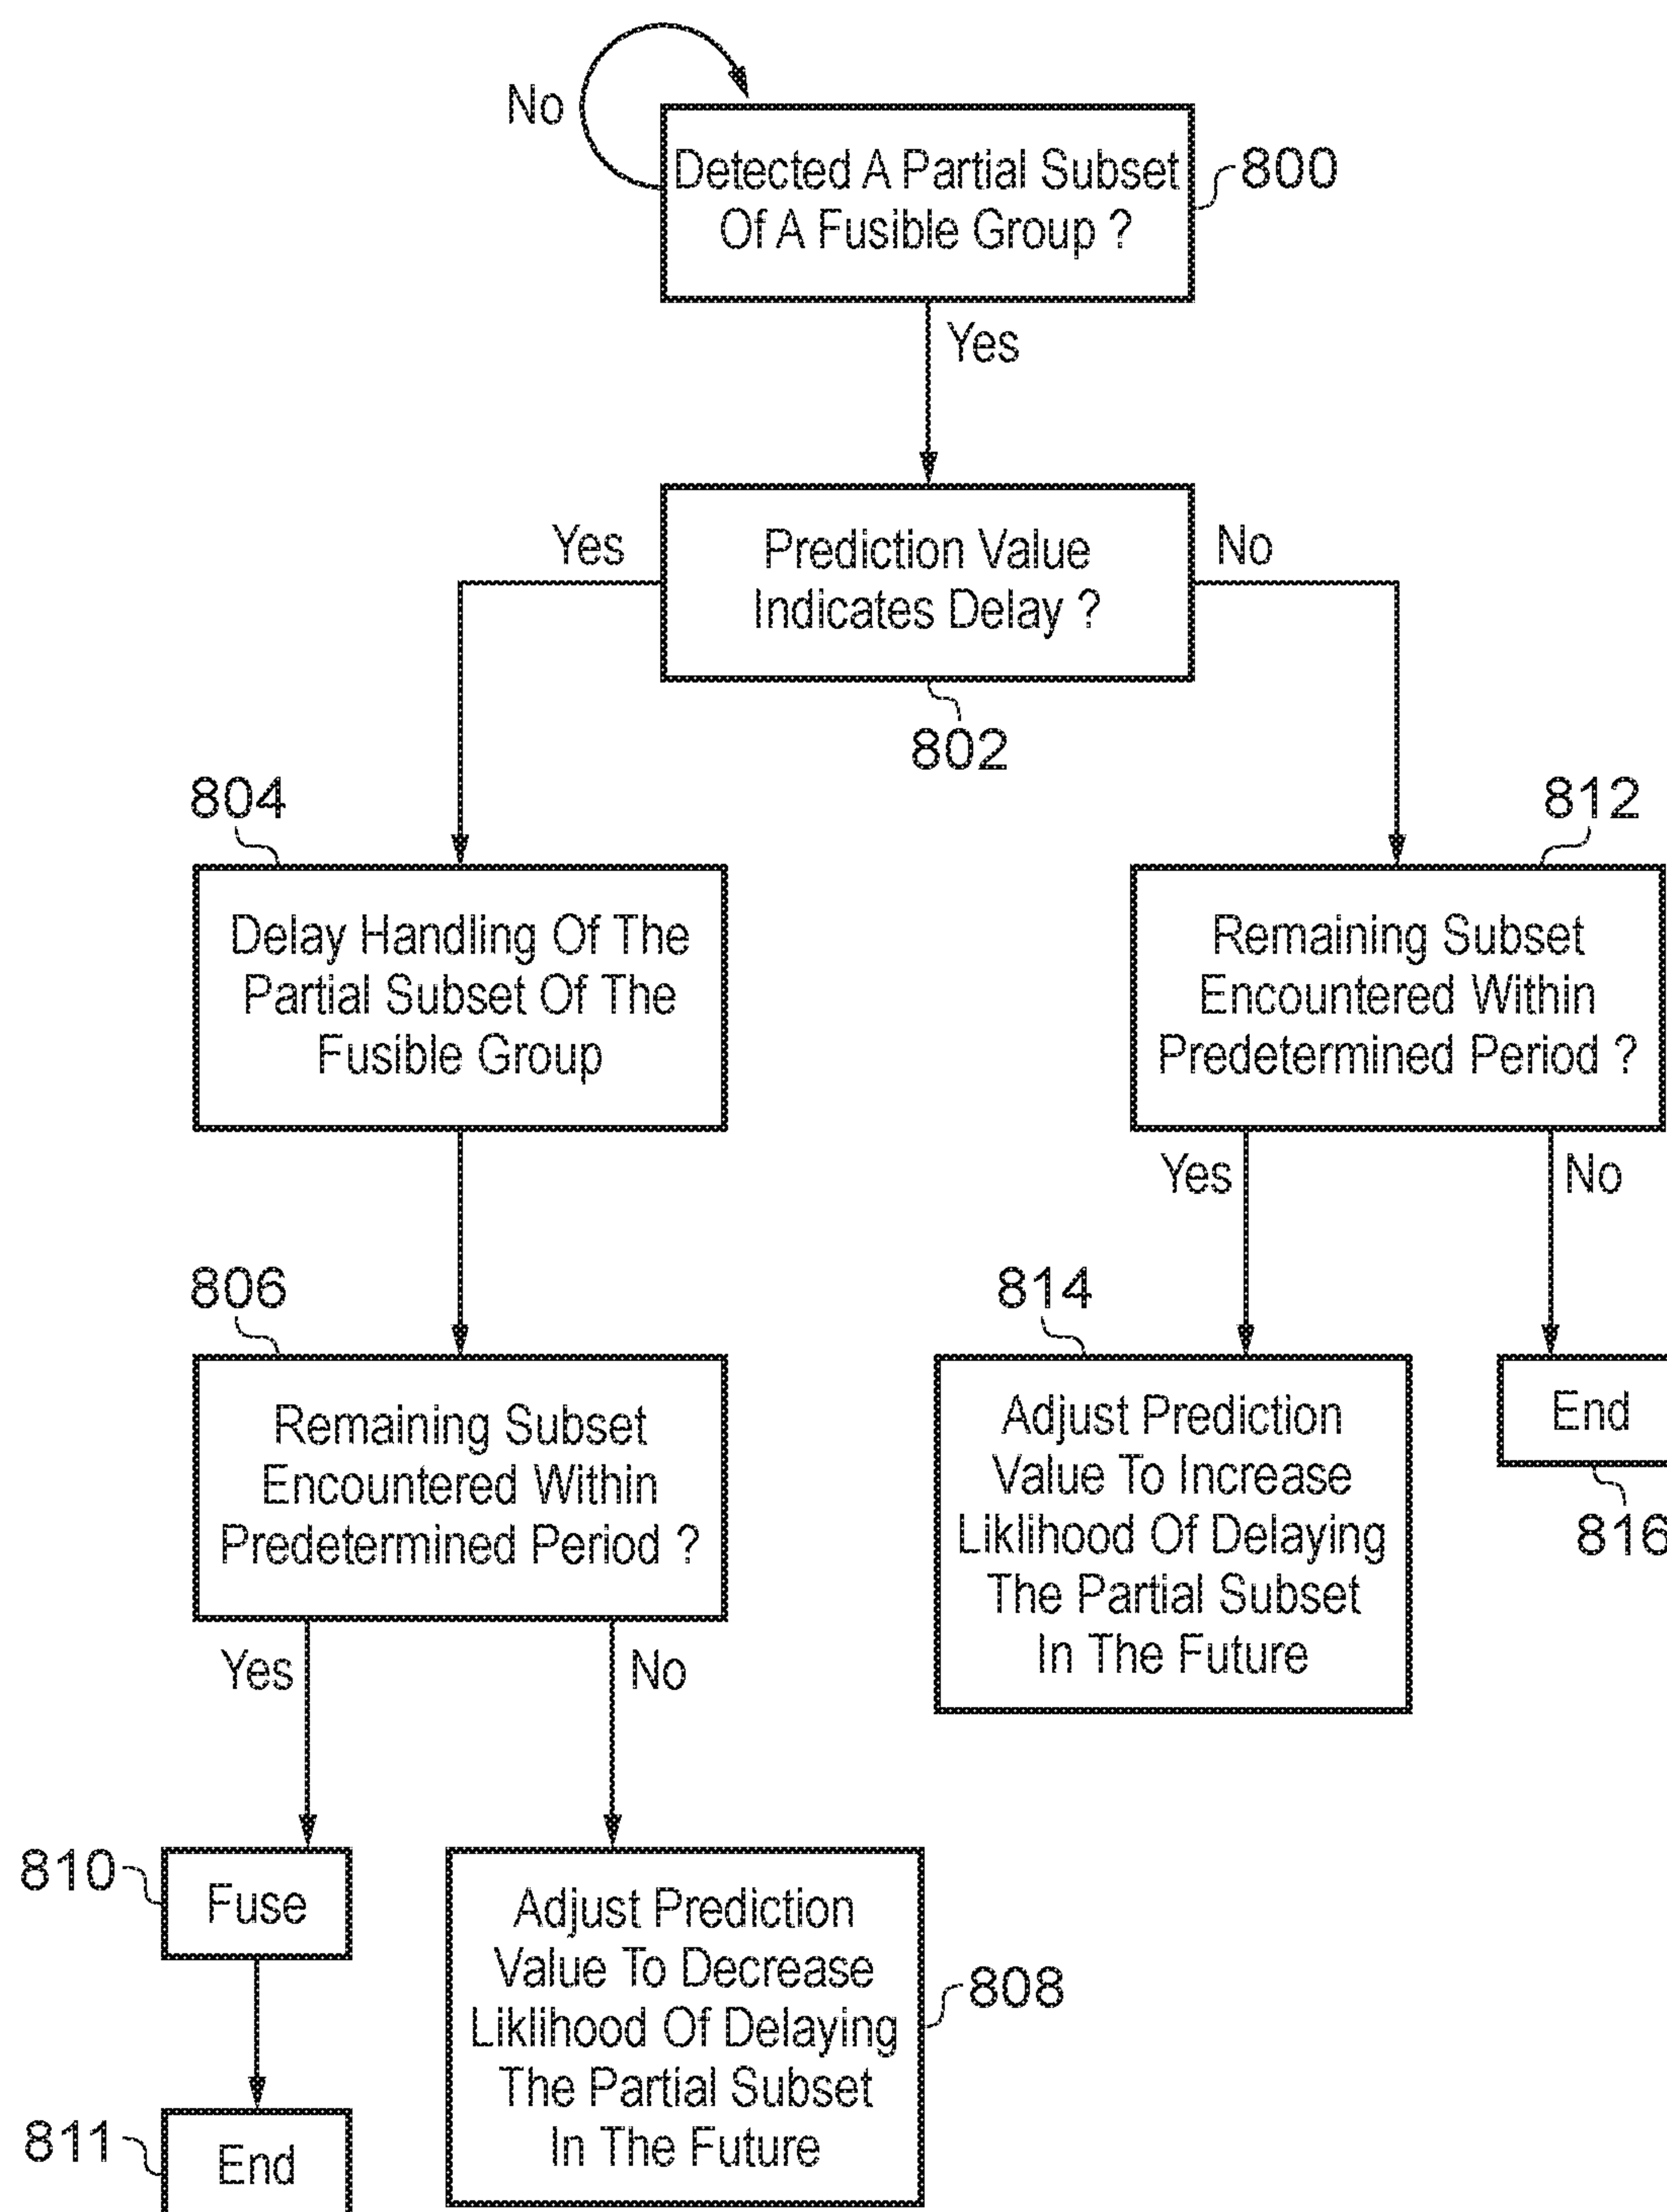 No
Detected A Partial Subset
Of A Fusible Group ?
800
Yes
Prediction Value
Indicates Delay ?
Yes
No
802
804
Delay Handling Of The
Partial Subset Of The
Fusible Group
812
Remaining Subset
Encountered Within
Predetermined Period ?
Yes
No
806
Remaining Subset
Encountered Within
Predetermined Period ?
814
Adjust Prediction
Value To Increase
Liklihood Of Delaying
The Partial Subset
In The Future
End
816
Yes
No
810
Fuse
Adjust Prediction
Value To Decrease
Liklihood Of Delaying
The Partial Subset
In The Future
808
811
End